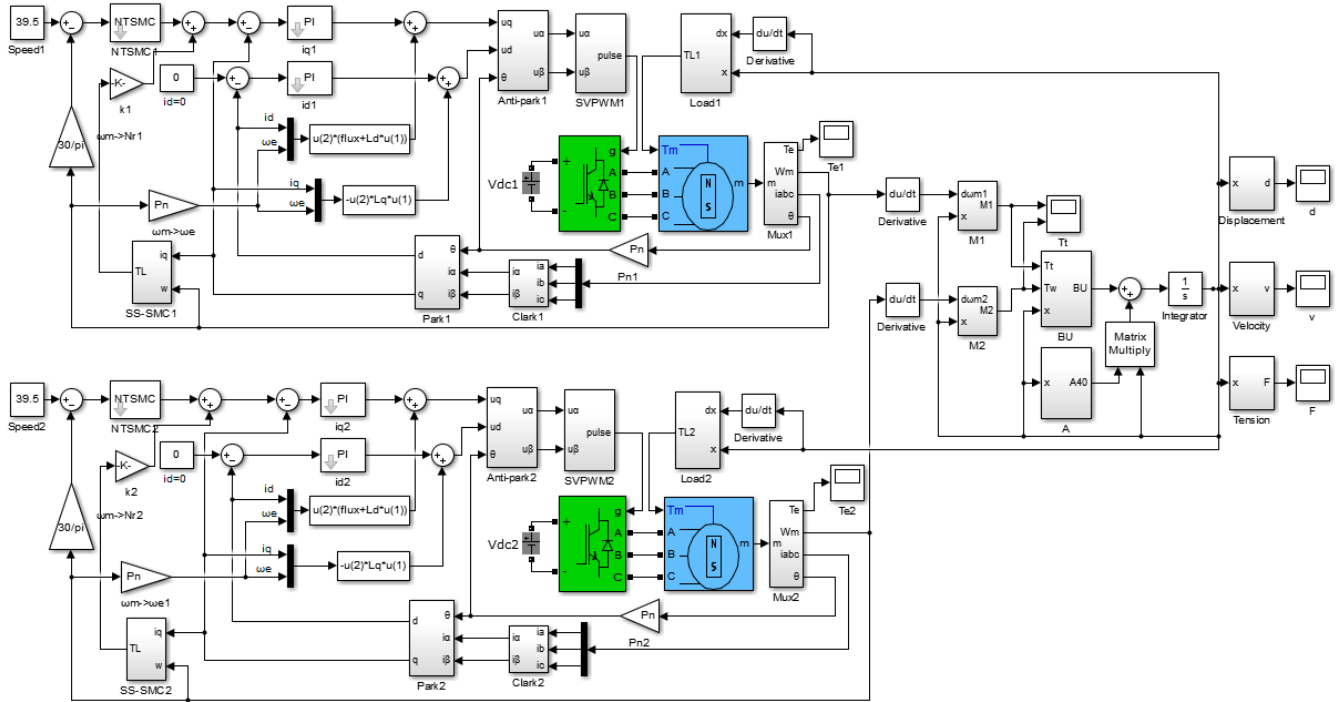 39.5
Speed1
NTSMC
NTSMC1
PI
iq1
uq
ud
θ
uα
uβ
Anti-park1
uα
uβ
pulse
SVPWM1
TL1
dx
x
Load1
du/dt
Derivative
-K-
k1
0
id=0
PI
id1
30/pi
ωm->Nr1
id
ωe
u(2)*(flux+Ld*u(1))
iq
ωe
-u(2)*Lq*u(1)
Pn
ωm->ωe
TL
iq
w
SS-SMC1
Vdc1
+
-
g
A
B
C
Tm
A
B
C
N
S
m
m
Te
Wm
iabc
θ
Mux1
Te1
Pn
Pn1
d
q
θ
iα
iβ
Park1
iα
iβ
ia
ib
ic
Clark1
du/dt
Derivative
dωm1
x
M1
M1
Tt
du/dt
Derivative
dωm2
x
M2
M2
Tt
Tw
x
BU
BU
1
s
Integrator
Matrix
Multiply
x
A40
A
x
d
Displacement
d
x
v
Velocity
v
x
F
Tension
F
39.5
Speed2
NTSMC
NTSMC2
PI
iq2
uq
ud
θ
uα
uβ
Anti-park2
uα
uβ
pulse
SVPWM2
TL2
dx
x
Load2
du/dt
Derivative
-K-
k2
0
id=0
PI
id2
30/pi
ωm->Nr2
id
ωe
u(2)*(flux+Ld*u(1))
iq
ωe
-u(2)*Lq*u(1)
Pn
ωm->ωe1
TL
iq
w
SS-SMC2
Vdc2
+
-
g
A
B
C
Tm
A
B
C
N
S
m
m
Te
Wm
iabc
θ
Mux2
Te2
Pn
Pn2
d
q
θ
iα
iβ
Park2
iα
iβ
ia
ib
ic
Clark2